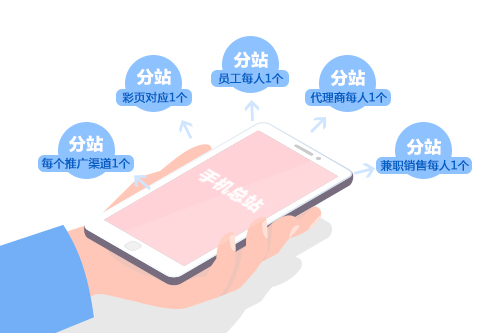 分站
员工每人1个
分站
彩页对应1个
分站
代理商每人1个
分站
每个推广渠道1个
分站
兼职销售每人1个
手机总站